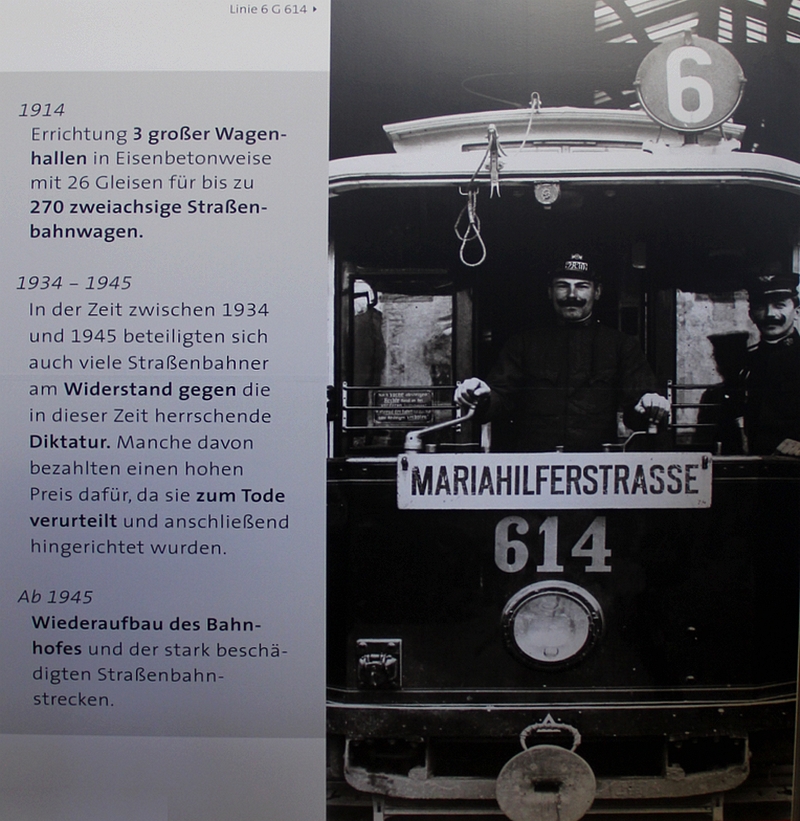 Linie 6 G 614 ▸
1914
Errichtung 3 großer Wagen-
hallen in Eisenbetonweise
mit 26 Gleisen für bis zu
270 zweiachsige Straßen-
bahnwagen.
1934 – 1945
In der Zeit zwischen 1934
und 1945 beteiligten sich
auch viele Straßenbahner
am Widerstand gegen die
in dieser Zeit herrschende
Diktatur. Manche davon
bezahlten einen hohen
Preis dafür, da sie zum Tode
verurteilt und anschließend
hingerichtet wurden.
Ab 1945
Wiederaufbau des Bahn-
hofes und der stark beschä-
digten Straßenbahn-
strecken.
6
MARIAHILFERSTRASSE
614